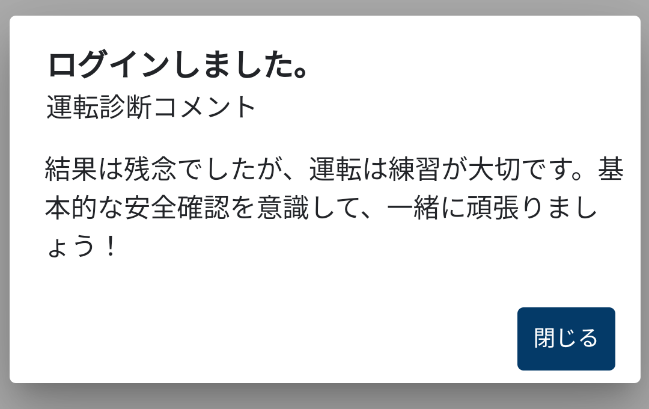 ログインしました。
運転診断コメント
結果は残念でしたが、運転は練習が大切です。基
本的な安全確認を意識して、一緒に頑張りまし
ょう！
閉じる